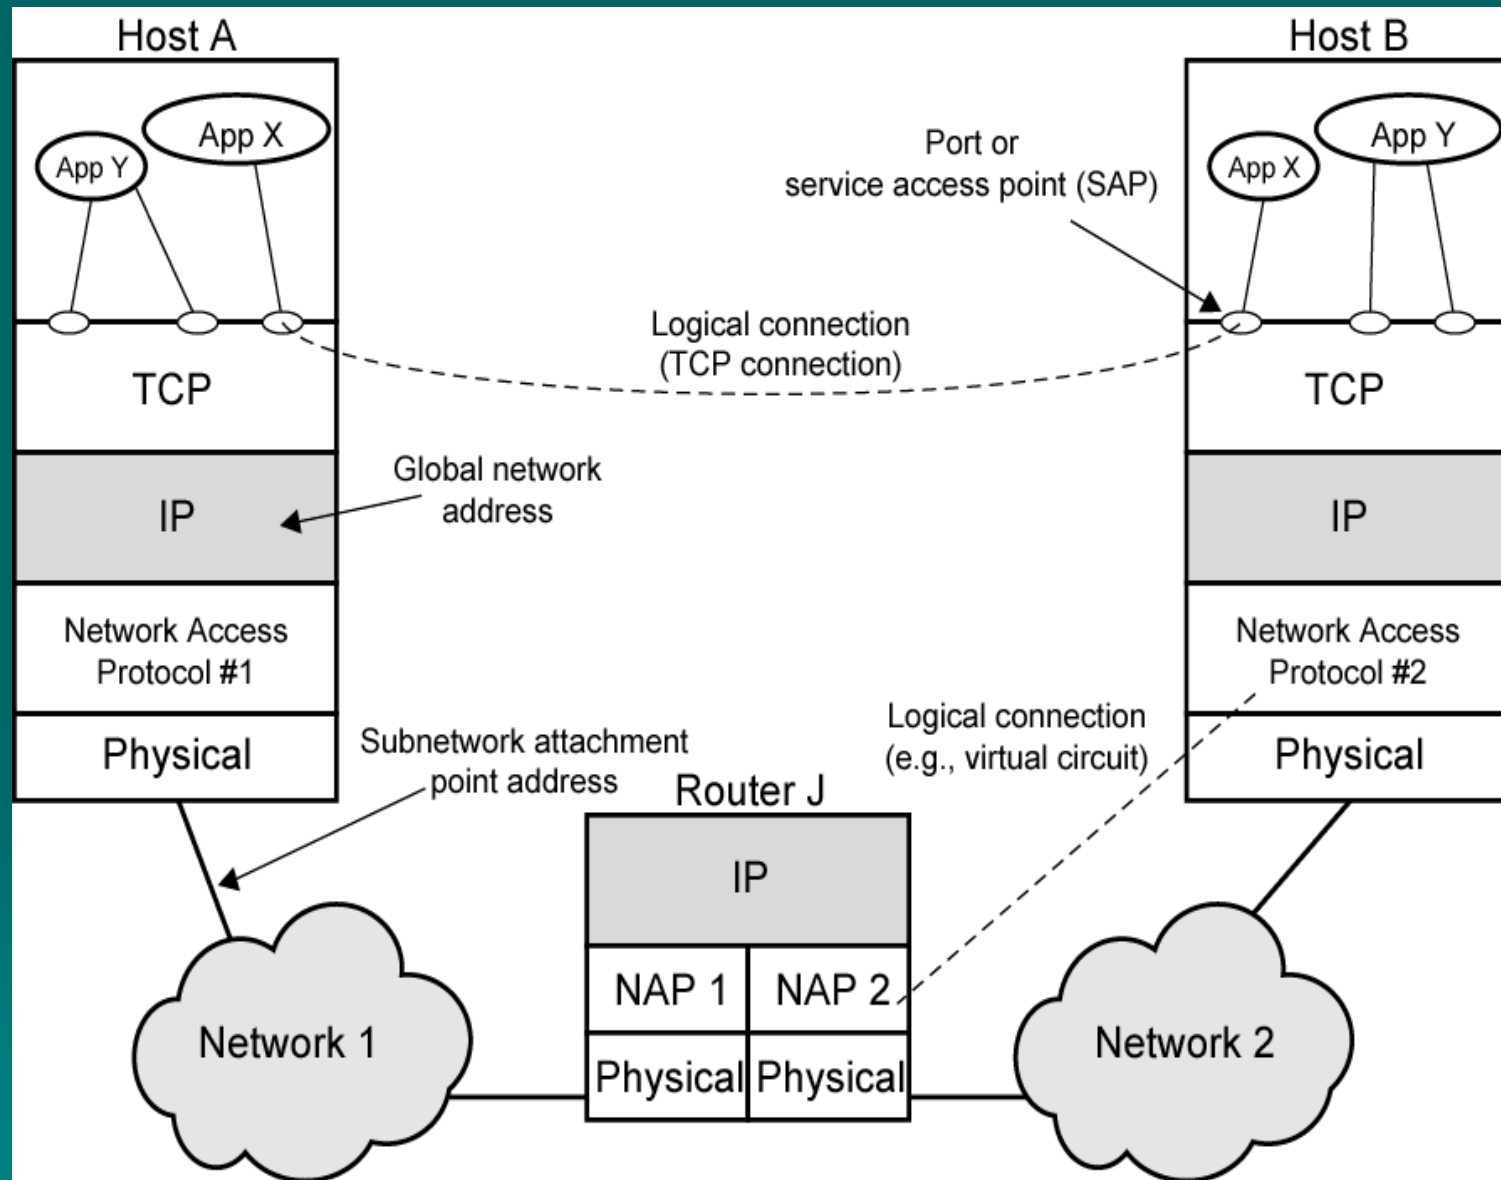 Host A
Host B
App X
App Y
App Y
App X
Port or
service access point (SAP)
Logical connection
(TCP connection)
TCP
TCP
Global network
address
IP
IP
Network Access
Protocol #1
Network Access
Protocol #2
Logical connection
(e.g., virtual circuit)
Physical
Physical
Subnetwork attachment
point address
Router J
IP
NAP 1
NAP 2
Network 1
Network 2
Physical
Physical